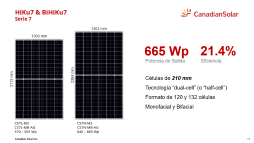 HiKu7 & BiHiKu7
Serie 7
CanadianSolar
1303 mm
1303 mm
2172 mm
2384 mm
665 Wp 21.4%
Potencia de Salida Eficiencia
Células de 210 mm
Tecnología "dual-cell" (o "half-cell")
Formato de 120 y 132 células
Monofacial y Bifacial